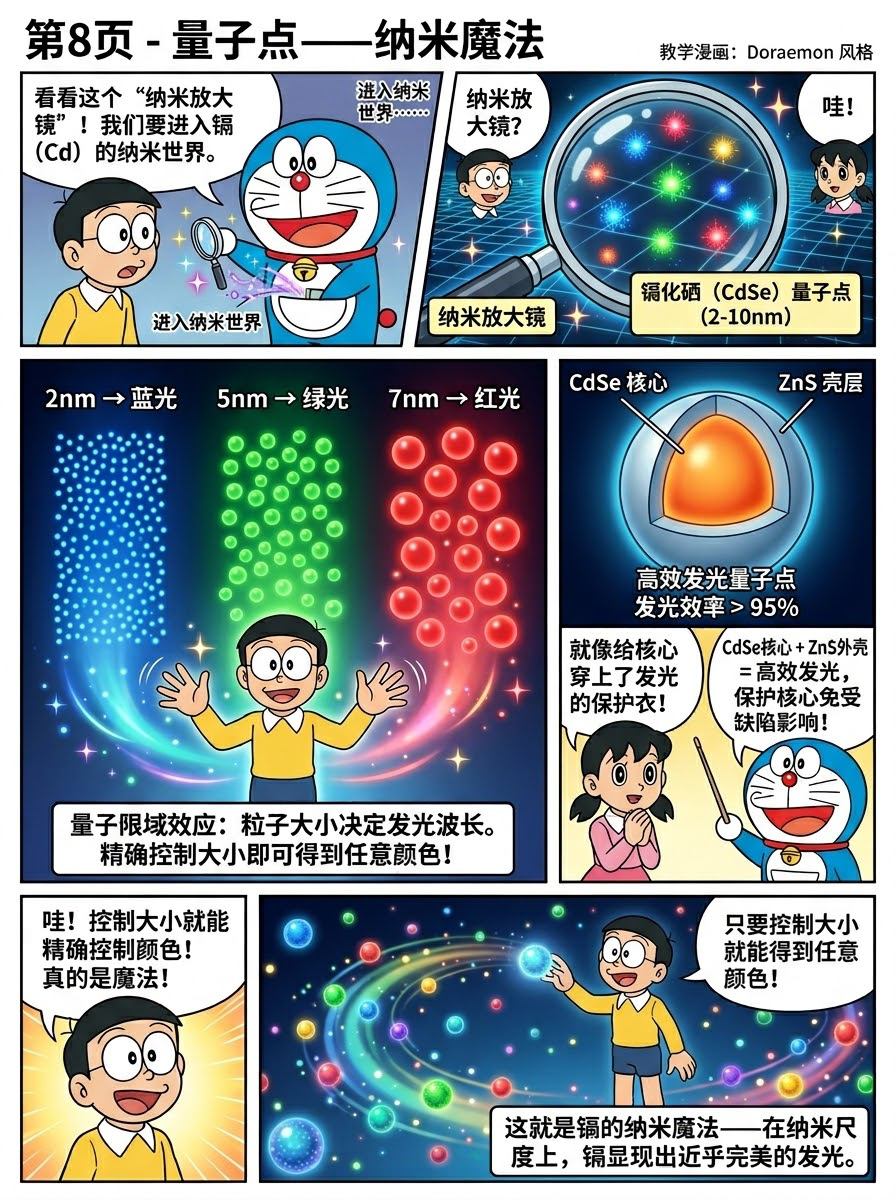 第8页 - 量子点——纳米魔法
教学漫画：Doraemon 风格
看看这个“纳米放大
镜”！我们要进入镉
（Cd）的纳米世界。
进入纳米
世界……
进入纳米世界
纳米放
大镜？
哇！
纳米放大镜
镉化硒（CdSe）量子点
(2-10nm）
2nm → 蓝光
5nm → 绿光
7nm → 红光
量子限域效应：粒子大小决定发光波长。
精确控制大小即可得到任意颜色！
CdSe 核心
ZnS 壳层
高效发光量子点
发光效率 > 95%
就像给核心
穿上了发光
的保护衣！
CdSe核心 + ZnS外壳
= 高效发光，
保护核心免受
缺陷影响！
哇！控制大小就能
精确控制颜色！
真的是魔法！
只要控制大小
就能得到任意
颜色！
这就是镉的纳米魔法——在纳米尺
度上，镉显现出近乎完美的发光。